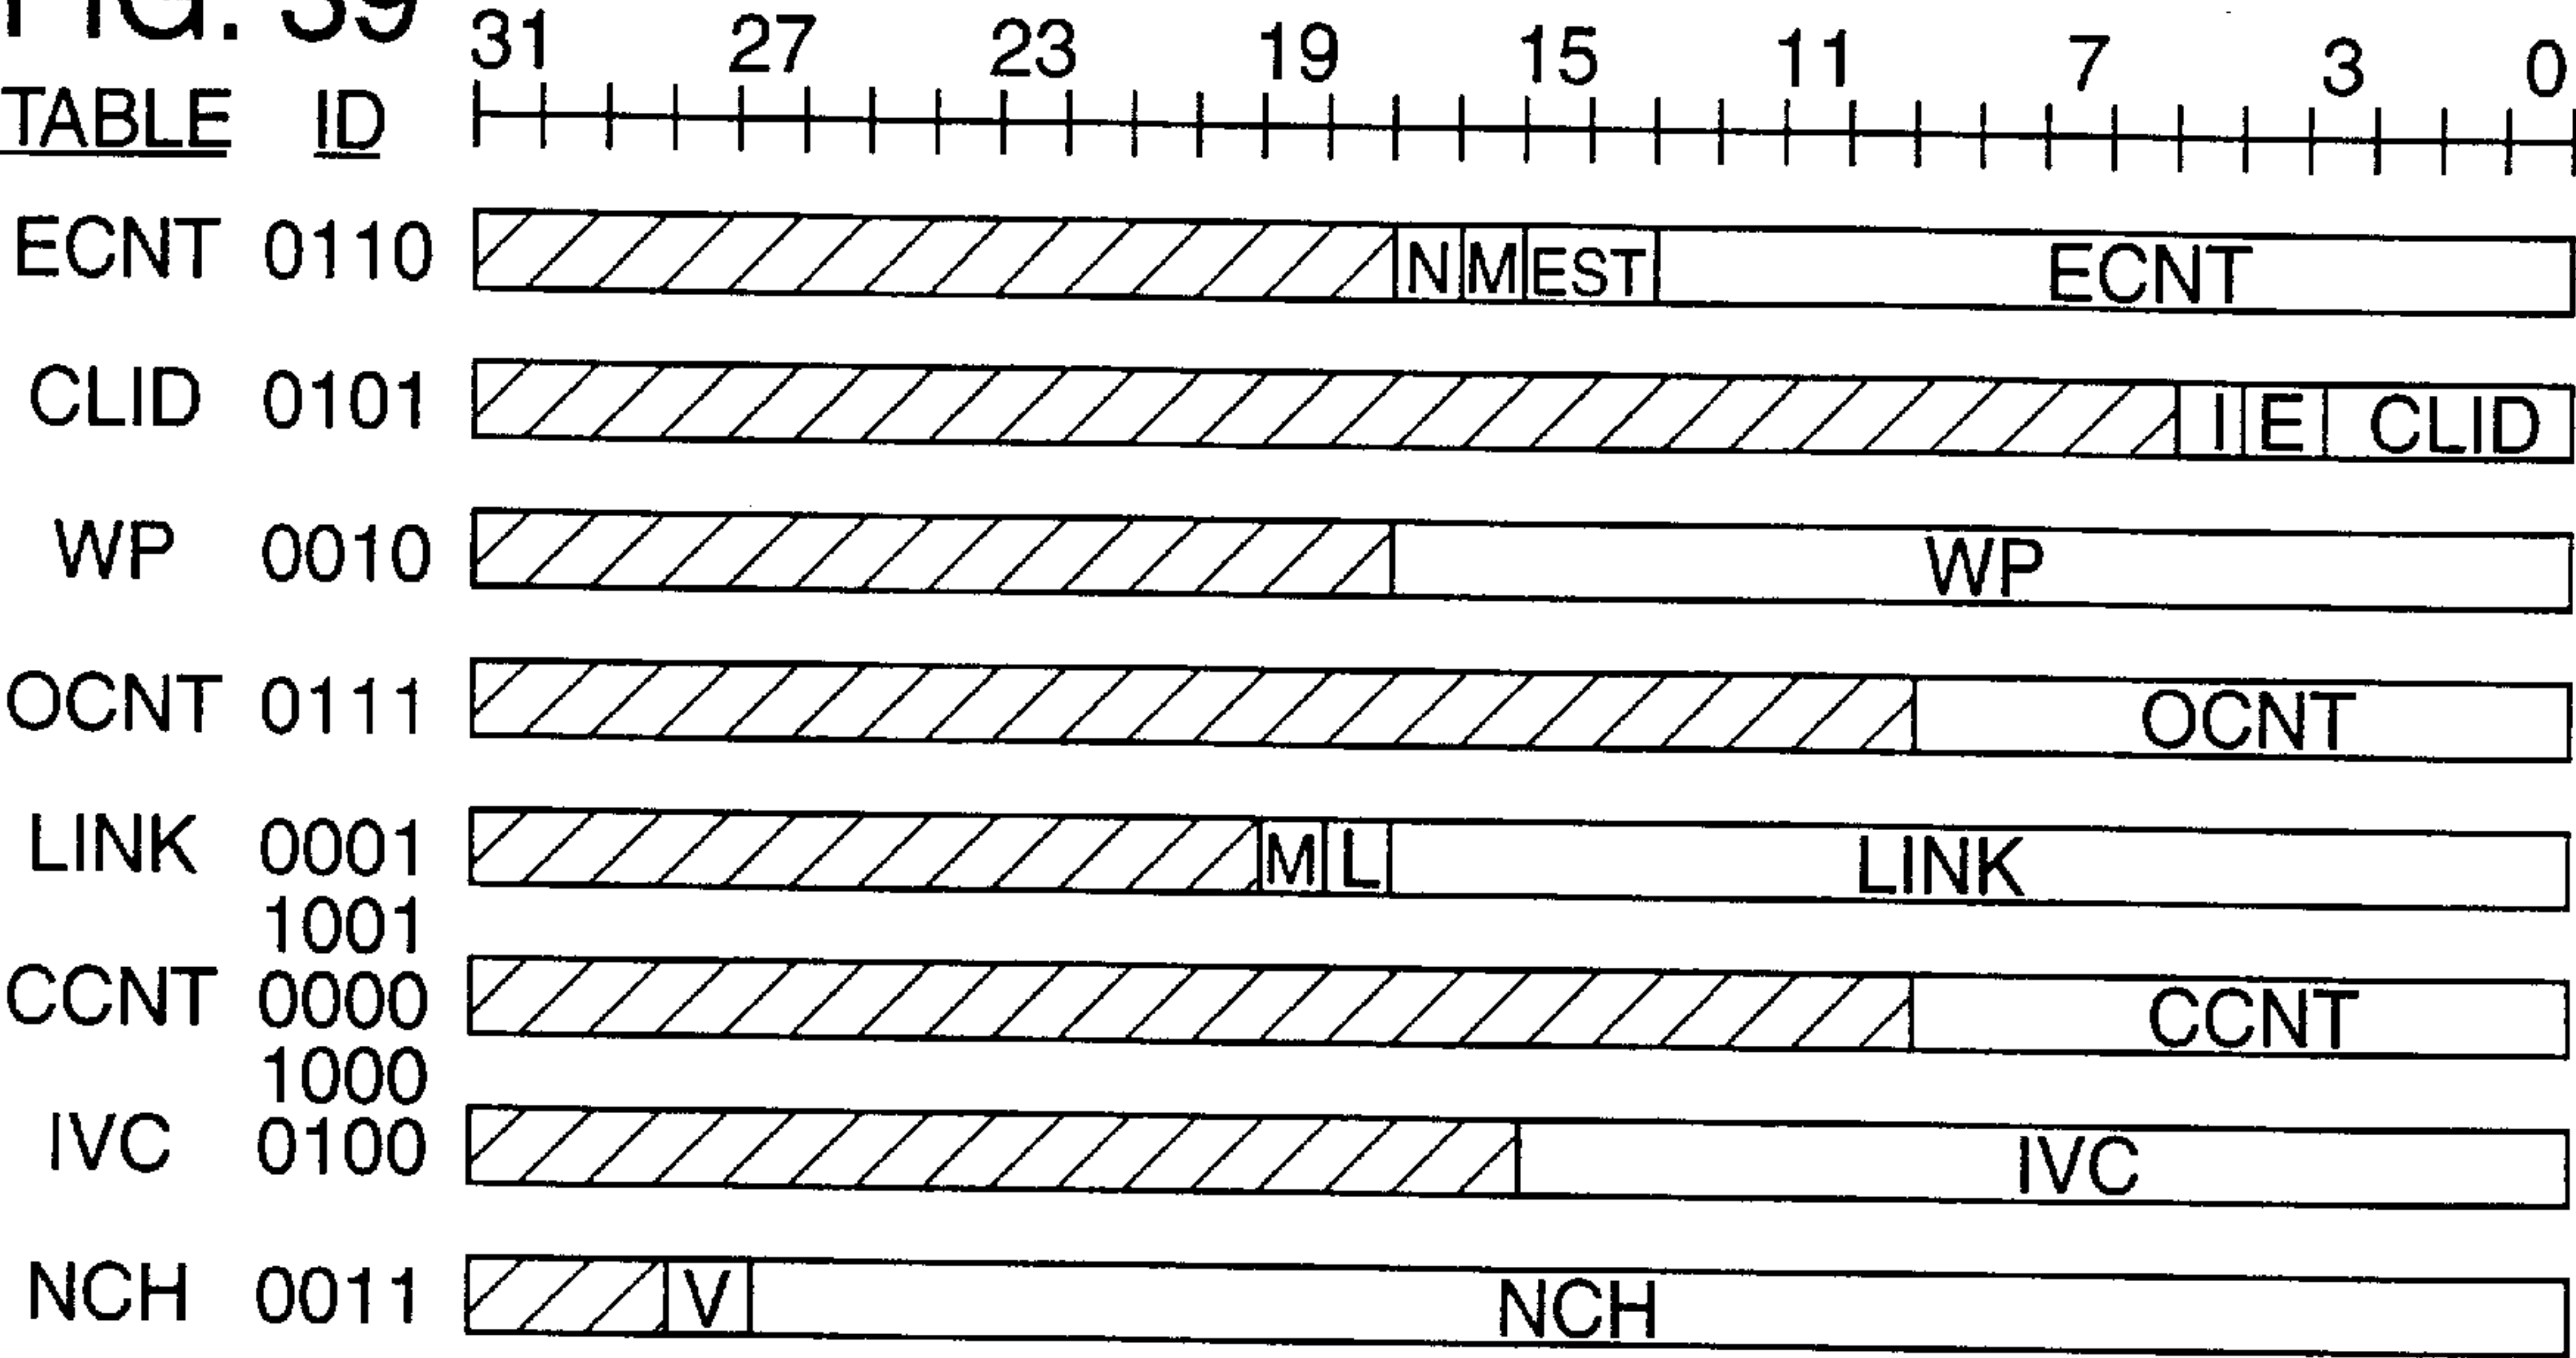 FIG. 39
31 27 23 19 15 11 7 3 0
TABLE ID
ECNT 0110 N M EST ECNT
CLID 0101 I E CLID
WP 0010 WP
OCNT 0111 OCNT
LINK 0001 M L LINK
1001
CCNT 0000 CCNT
1000
IVC 0100 IVC
NCH 0011 V NCH